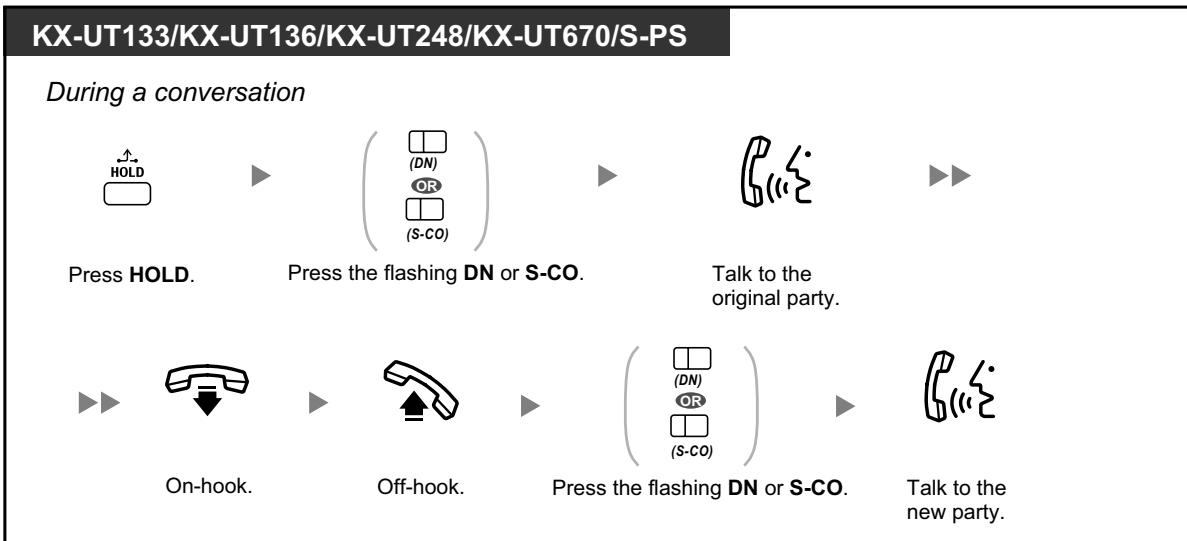 KX-UT133/KX-UT136/KX-UT248/KX-UT670/S-PS
During a conversation
HOLD
(DN)
OR
(S-CO)
Press HOLD.
Press the flashing DN or S-CO.
Talk to the
original party.
(DN)
OR
(S-CO)
On-hook.
Off-hook.
Press the flashing DN or S-CO.
Talk to the
new party.